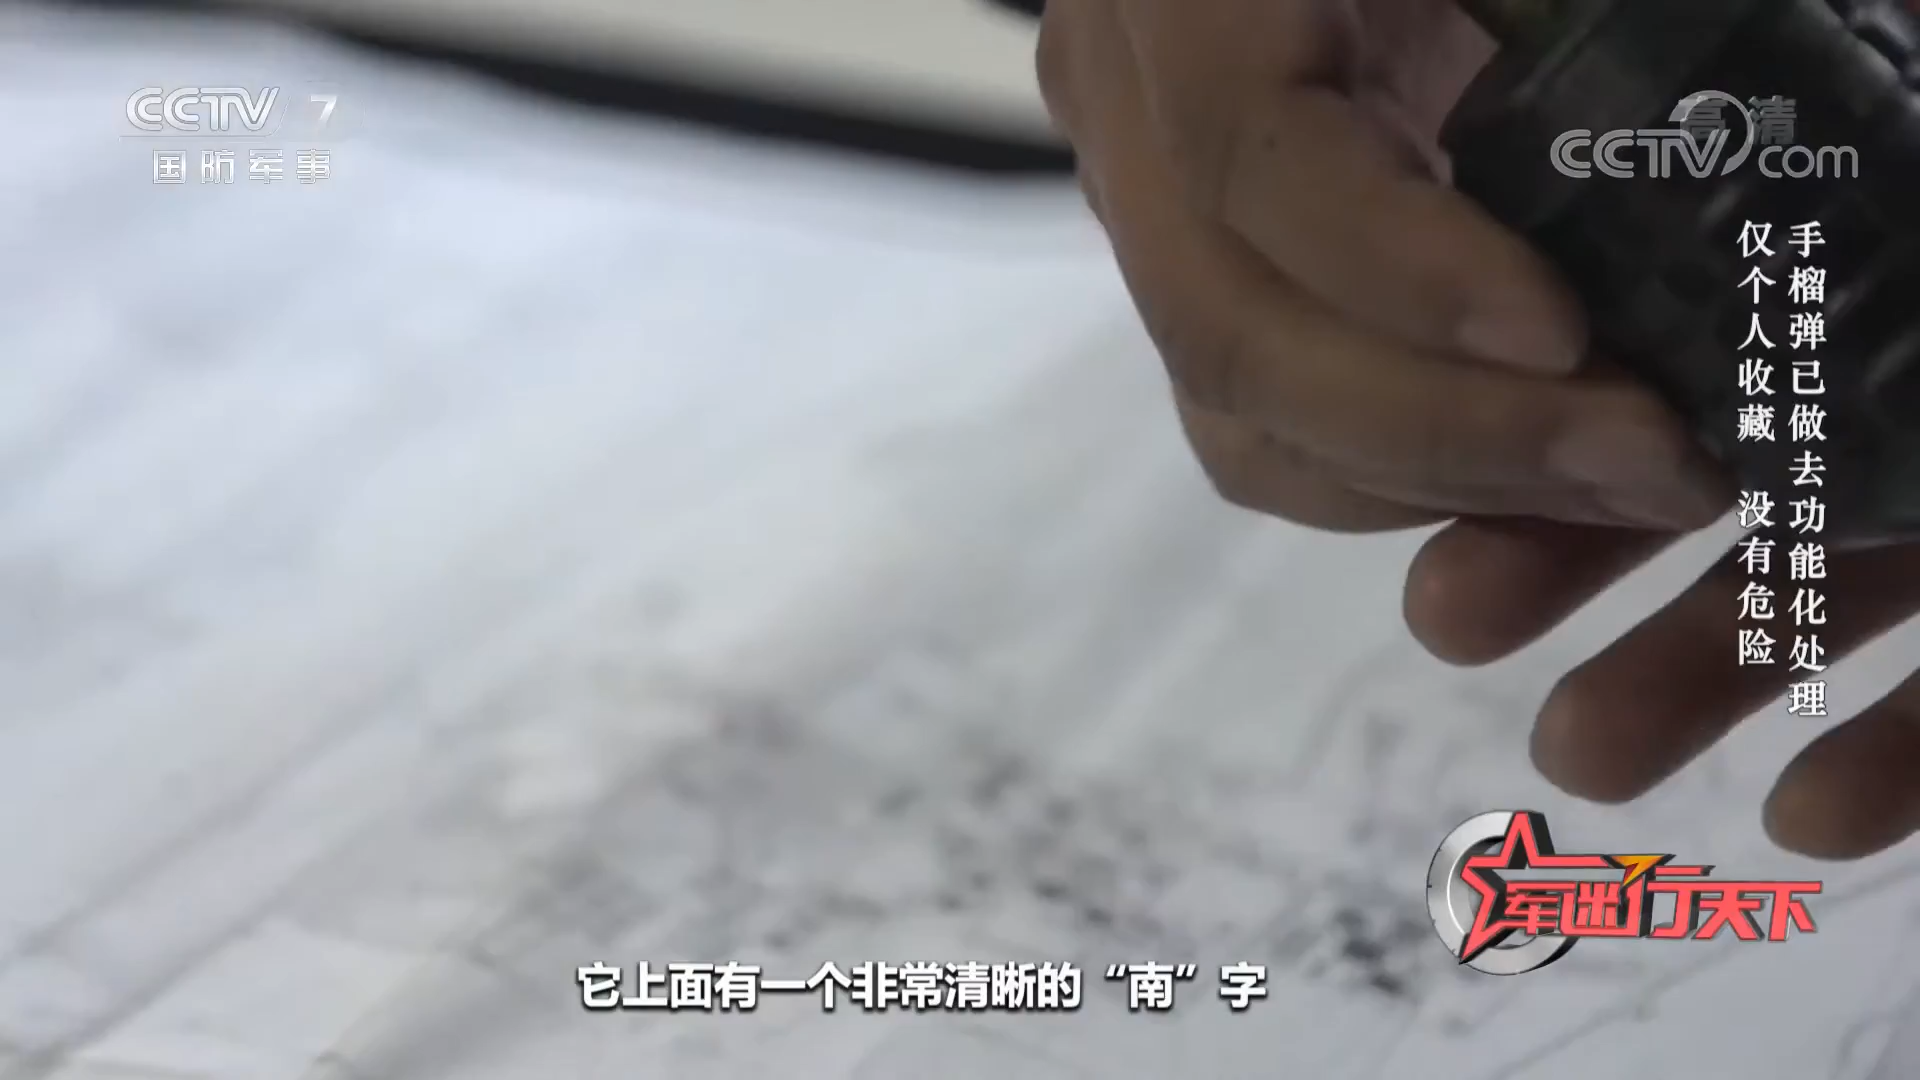 CCTV 7
国防军事
高清
CCTV.com
手榴弹已做去功能化处理
仅个人收藏 没有危险
军迷行天下
它上面有一个非常清晰的“南”字